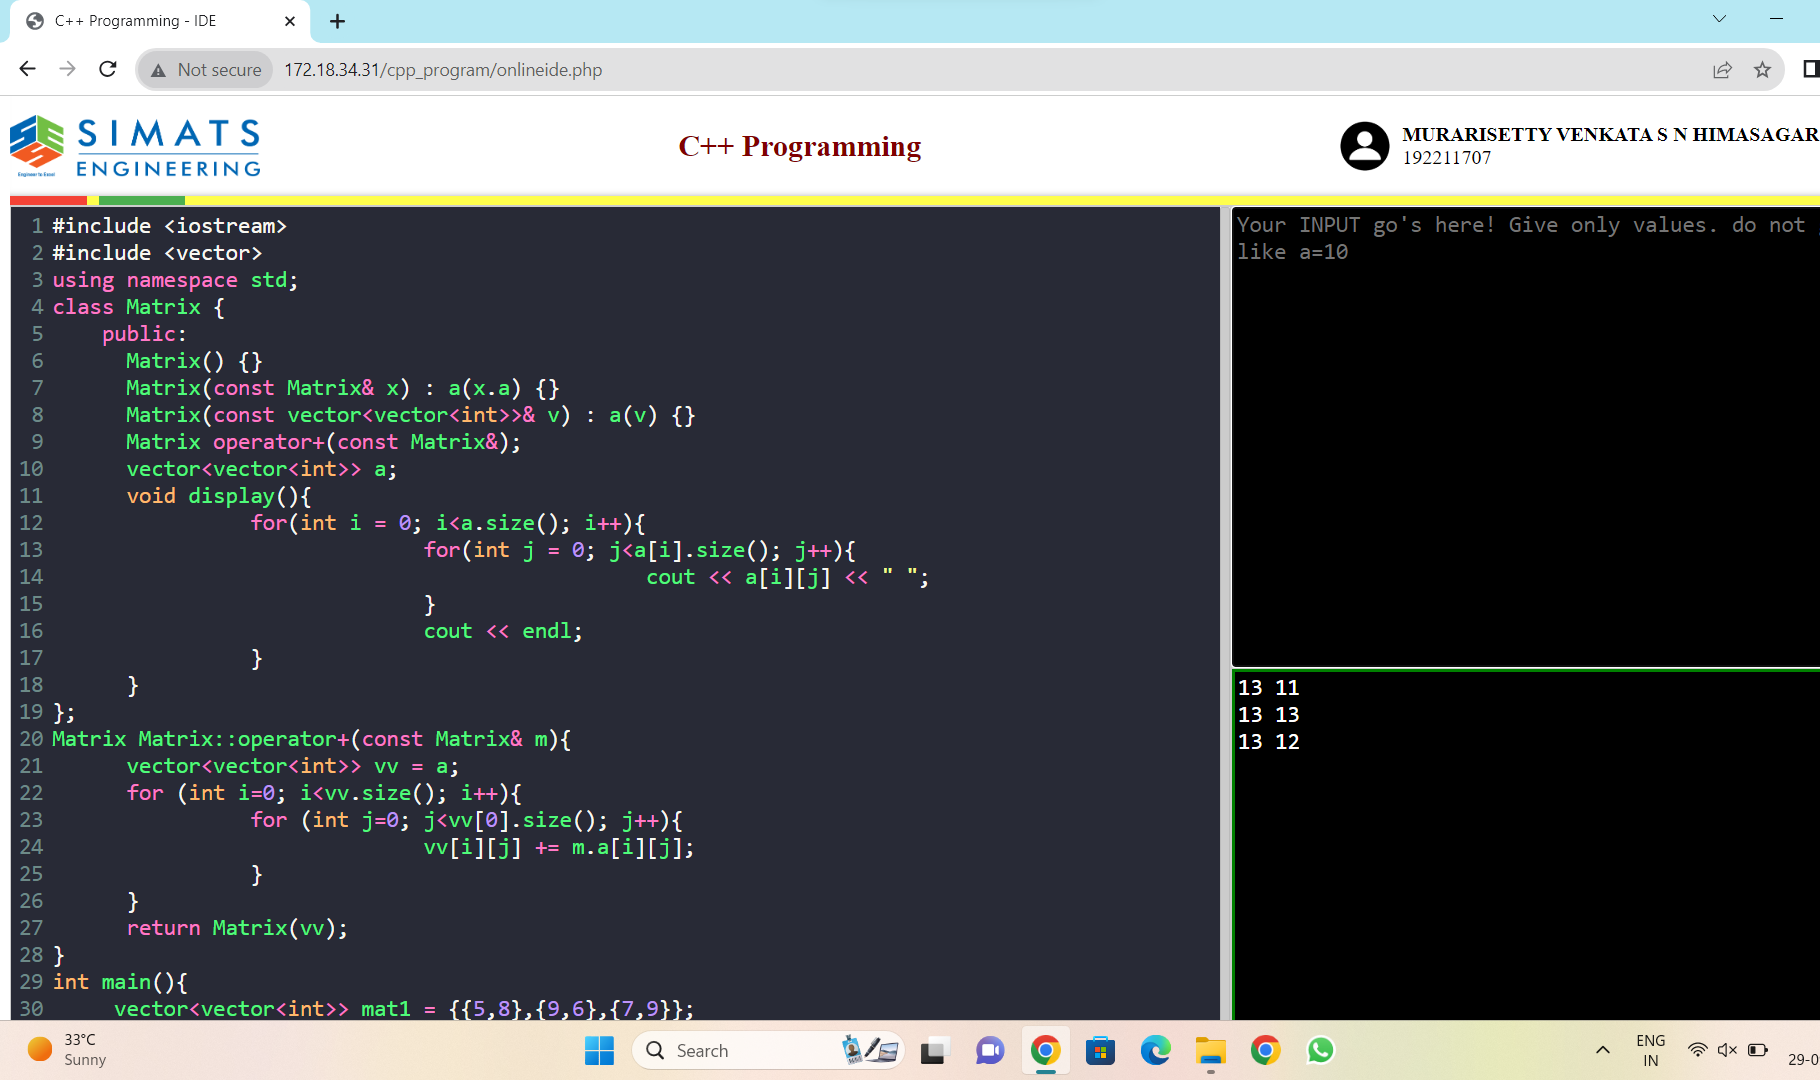 C++ Programming - IDE
Not secure
172.18.34.31/cpp_program/onlineide.php
SIMATS
ENGINEERING
Engineer to Excel
C++ Programming
MURARISETTY VENKATA S N HIMASAGAR
192211707
1 #include <iostream>
2 #include <vector>
3 using namespace std;
4 class Matrix {
5 public:
6 Matrix() {}
7 Matrix(const Matrix& x) : a(x.a) {}
8 Matrix(const vector<vector<int>>& v) : a(v) {}
9 Matrix operator+(const Matrix&);
10 vector<vector<int>> a;
11 void display(){
12 for(int i = 0; i<a.size(); i++){
13 for(int j = 0; j<a[i].size(); j++){
14 cout << a[i][j] << " ";
15 }
16 cout << endl;
17 }
18 }
19 };
20 Matrix Matrix::operator+(const Matrix& m){
21 vector<vector<int>> vv = a;
22 for (int i=0; i<vv.size(); i++){
23 for (int j=0; j<vv[0].size(); j++){
24 vv[i][j] += m.a[i][j];
25 }
26 }
27 return Matrix(vv);
28 }
29 int main(){
30 vector<vector<int>> mat1 = {{5,8},{9,6},{7,9}};
Your INPUT go's here! Give only values. do not
like a=10
13 11
13 13
13 12
33°C
Sunny
Search
ENG
IN
29-0